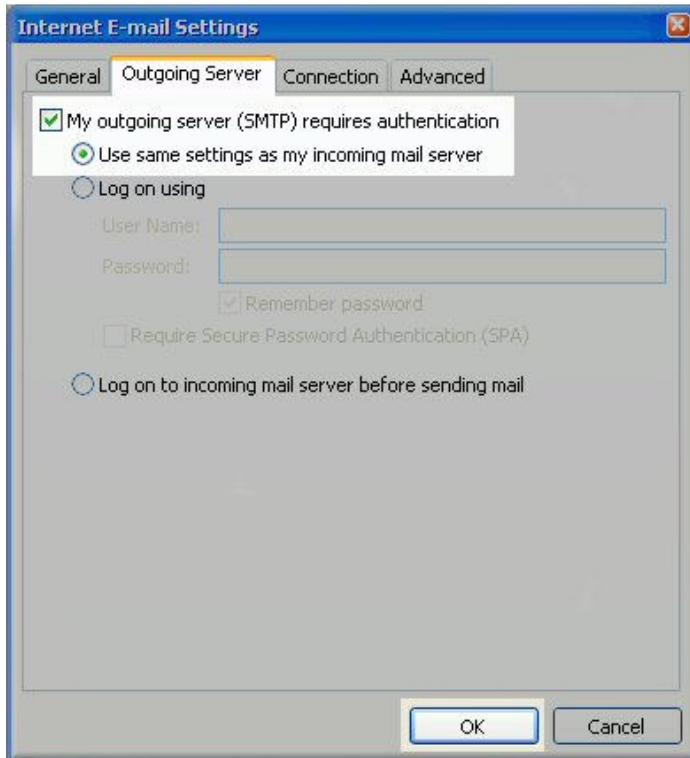 Internet E-mail Settings
General Outgoing Server Connection Advanced
My outgoing server (SMTP) requires authentication
Use same settings as my incoming mail server
Log on using
User Name:
Password:
Remember password
Require Secure Password Authentication (SPA)
Log on to incoming mail server before sending mail
OK Cancel